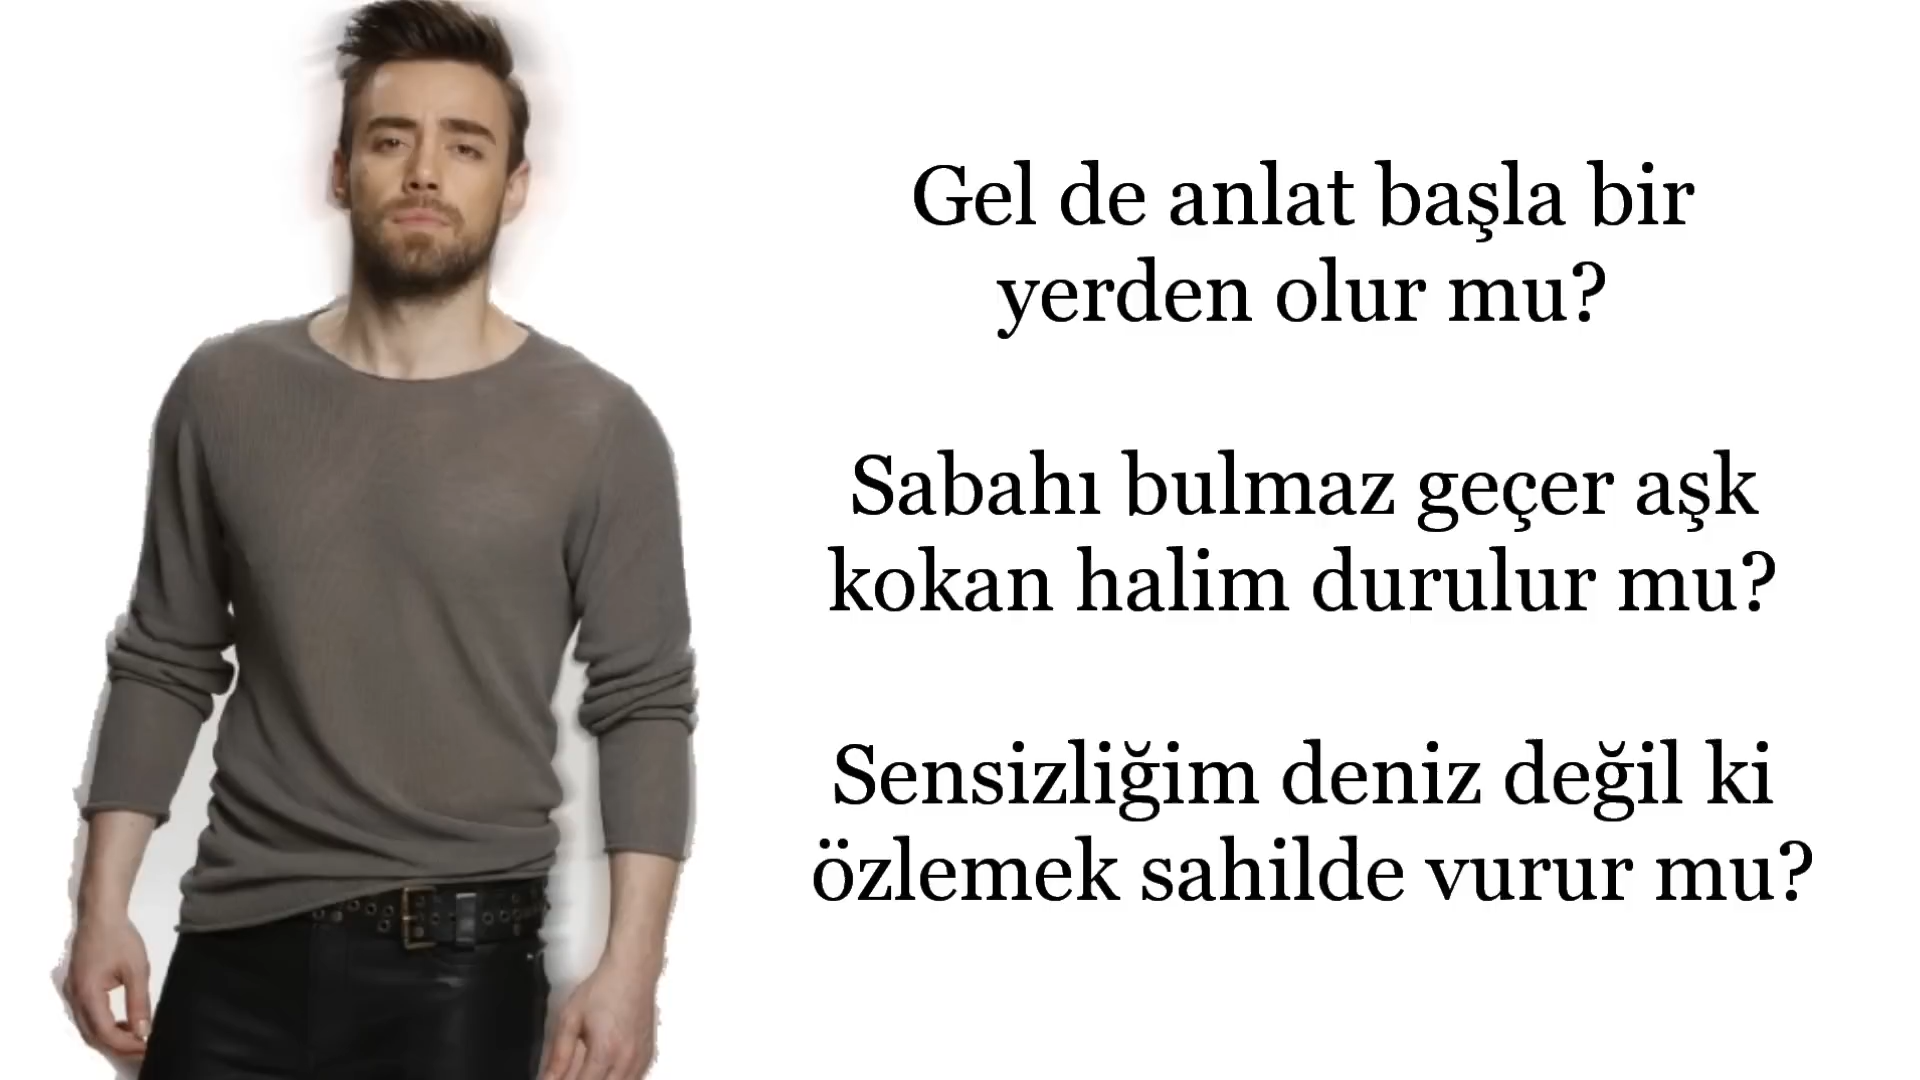 Gel de anlat başla bir
yerden olur mu?
Sabahı bulmaz geçer aşk
kokan halim durulur mu?
Sensizliğim deniz değil ki
özlemek sahilde vurur mu?